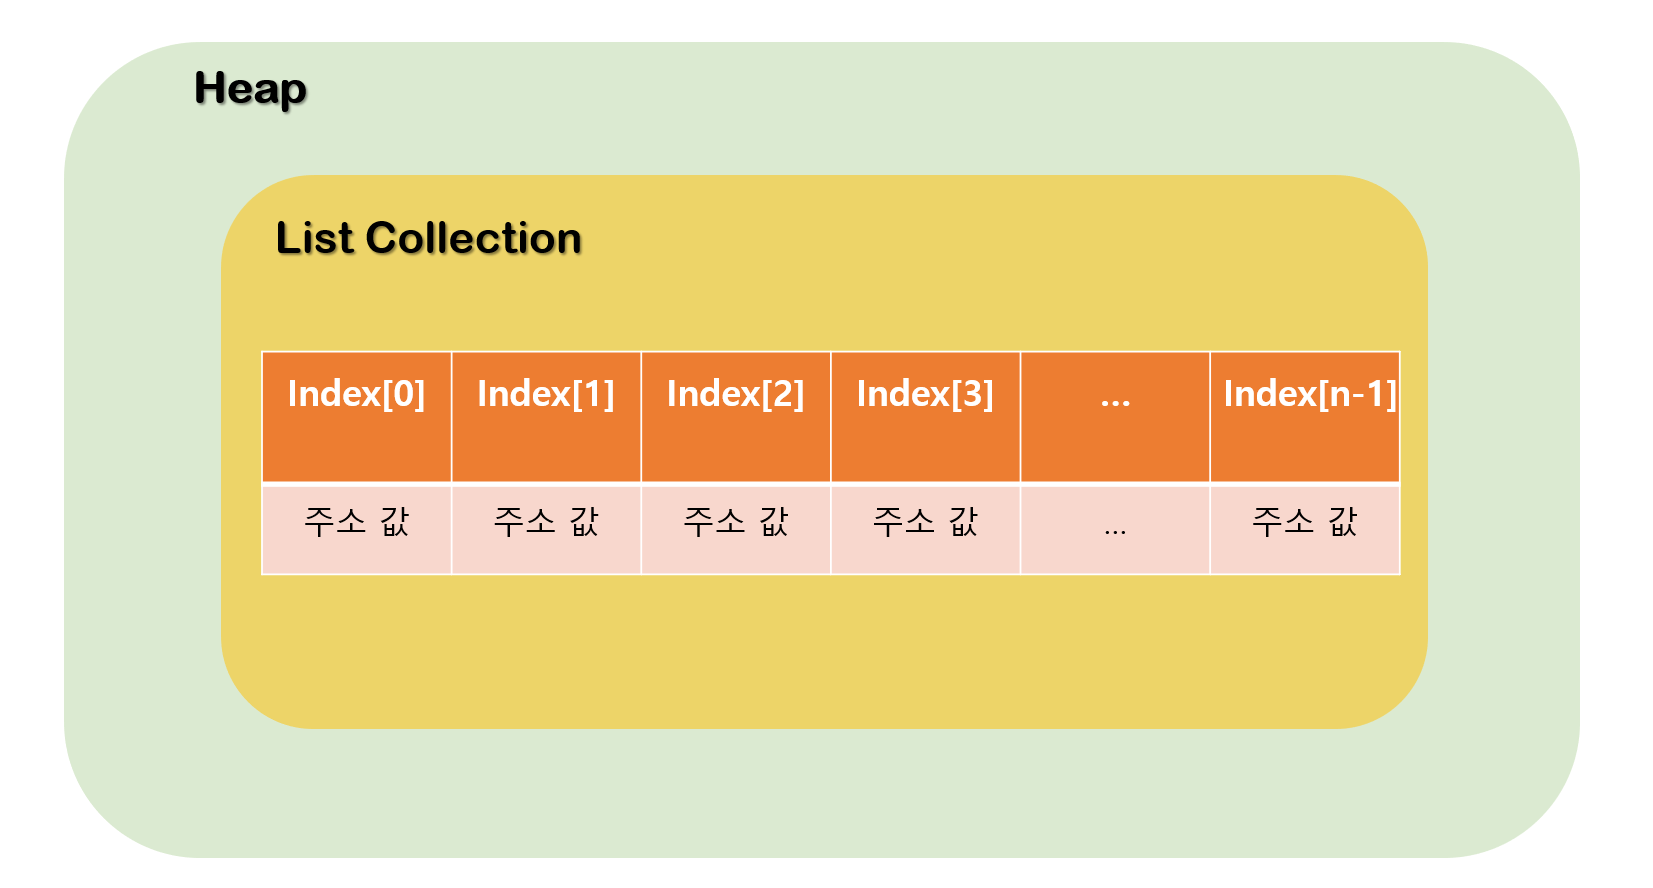 Heap
List Collection
Index[0] Index[1] Index[2] Index[3] ... Index[n-1]
주소 값 주소 값 주소 값 주소 값 ... 주소 값